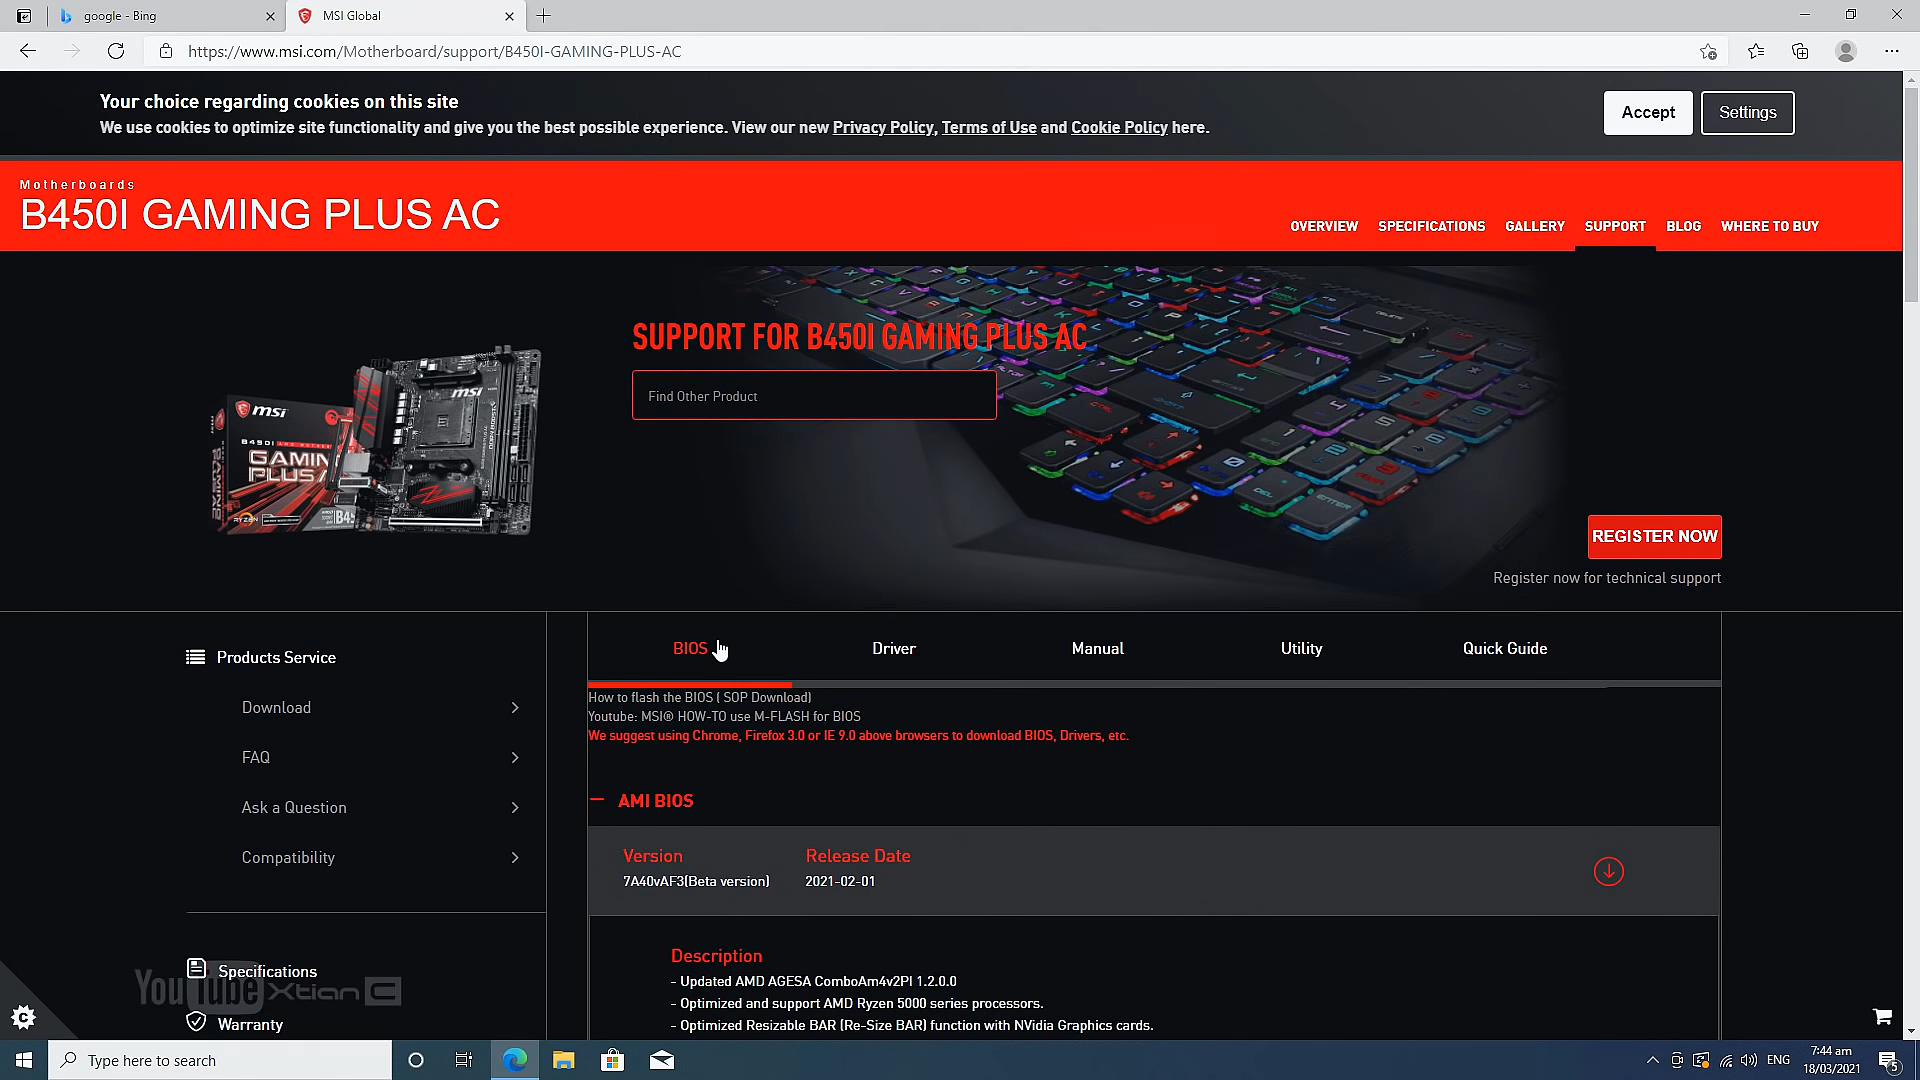 google - Bing
MSI Global
https://www.msi.com/Motherboard/support/B450I-GAMING-PLUS-AC
Your choice regarding cookies on this site
We use cookies to optimize site functionality and give you the best possible experience. View our new Privacy Policy, Terms of Use and Cookie Policy here.
Accept
Settings
Motherboards
B450I GAMING PLUS AC
OVERVIEW SPECIFICATIONS GALLERY SUPPORT BLOG WHERE TO BUY
SUPPORT FOR B450I GAMING PLUS AC
Find Other Product
msi
msi
B450I
GAMIN
PLUS A
RYZEN
B45
REGISTER NOW
Register now for technical support
Products Service
Download
FAQ
Ask a Question
Compatibility
Specifications
Warranty
BIOS Driver Manual Utility Quick Guide
How to flash the BIOS ( SOP Download)
Youtube: MSI® HOW-TO use M-FLASH for BIOS
We suggest using Chrome, Firefox 3.0 or IE 9.0 above browsers to download BIOS, Drivers, etc.
AMI BIOS
Version Release Date
7A40vAF3(Beta version) 2021-02-01
Description
- Updated AMD AGESA ComboAm4v2PI 1.2.0.0
- Optimized and support AMD Ryzen 5000 series processors.
- Optimized Resizable BAR (Re-Size BAR) function with NVidia Graphics cards.
YouTube Xtian C
Type here to search
ENG
7:44 am
18/03/2021
5